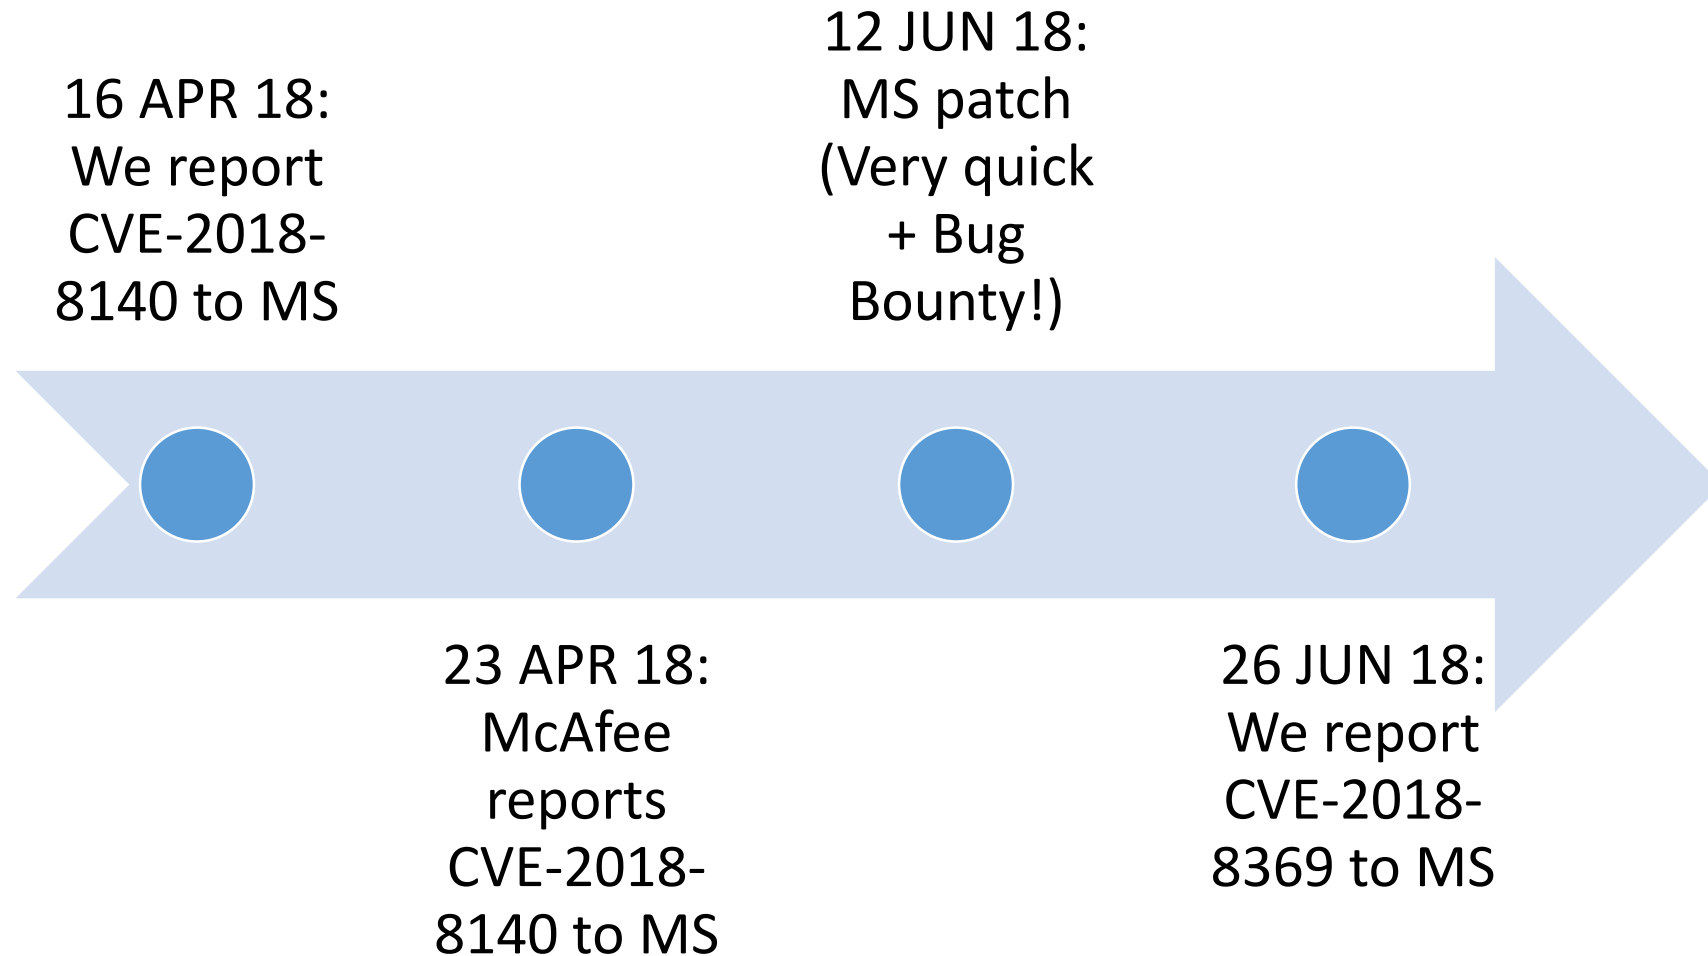 16 APR 18:
We report
CVE-2018-
8140 to MS
23 APR 18:
McAfee
reports
CVE-2018-
8140 to MS
12 JUN 18:
MS patch
(Very quick
+ Bug
Bounty!)
26 JUN 18:
We report
CVE-2018-
8369 to MS